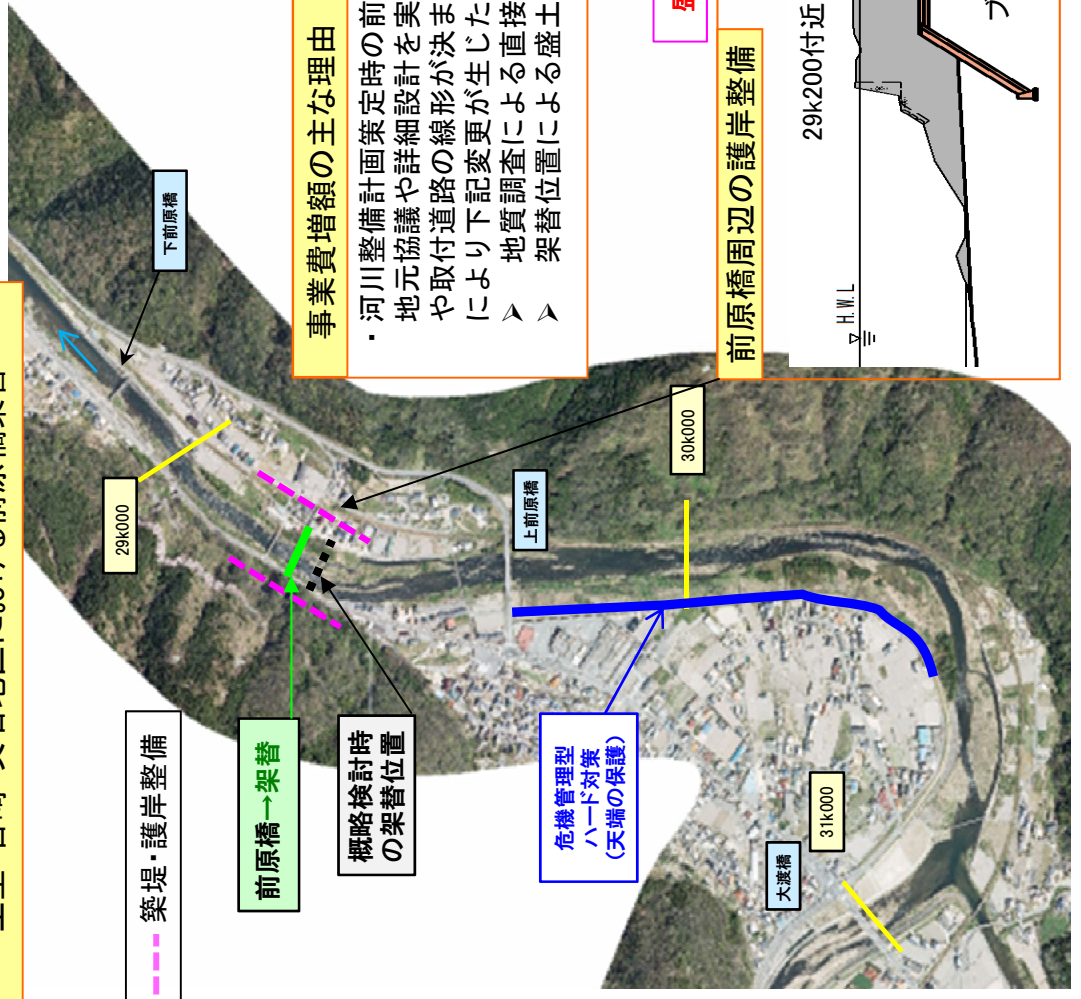 下前原橋
29k000
築堤・護岸整備
前原橋→架替
概略検討時
の架替位置
上前原橋
30k000
危機管理型
ハード対策
(天端の保護)
大渡橋
31k000
事業費増額の主な理由
・河川整備計画策定時の前
地元協議や詳細設計を実
や取付道路の線形が決ま
により下記変更が生じた
➢ 地質調査による直接
➢ 架替位置による盛土
前原橋周辺の護岸整備
29k200付近
H.W.L
ブ